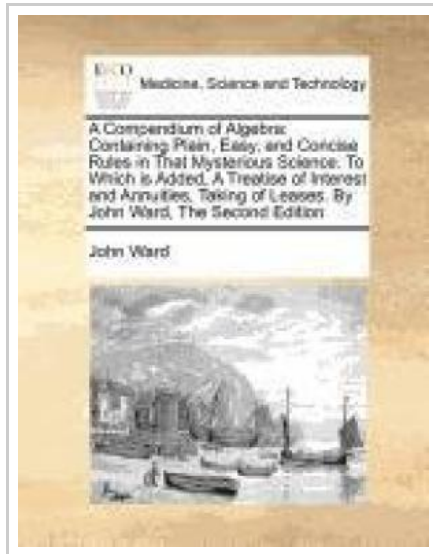 ECCO
Medicine, Science and Technology
A Compendium of Algebra:
Containing Plain, Easy, and Concise
Rules in That Mysterious Science. To
Which is Added, A Treatise of Interest
and Annuities, Taking of Leases. By
John Ward, The Second Edition
John Ward